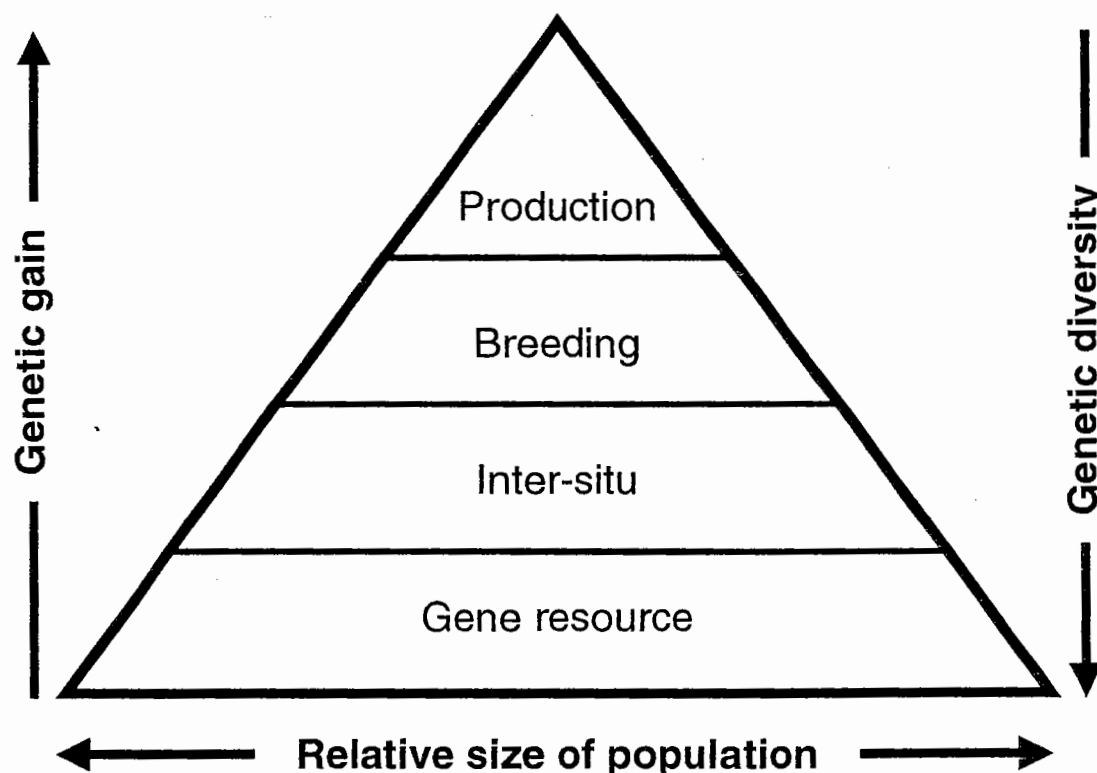 Genetic gain
Production
Breeding
Inter-situ
Gene resource
Genetic diversity
Relative size of population